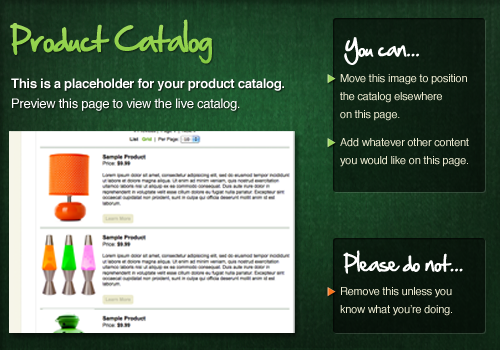 Product Catalog
This is a placeholder for your product catalog.
Preview this page to view the live catalog.
List Grid | Per Page:
Sample Product
Price: $9.99
Lorem ipsum dolor sit amet, consectetur adipisicing elit, sed do eiusmod tempor incididunt
ut labore et dolore magna aliqua. Ut enim ad minim veniam, quis nostrud exercitation
ullamco laboris nisi ut aliquip ex ea commodo consequat. Duis aute irure dolor in
reprehenderit in voluptate velit esse cillum dolore eu fugiat nulla pariatur. Excepteur sint
occaecat cupidatat non proident, sunt in culpa qui officia deserunt mollit anim id est
laborum.
Learn More
Sample Product
Price: $9.99
Lorem ipsum dolor sit amet, consectetur adipisicing elit, sed do eiusmod tempor incididunt
ut labore et dolore magna aliqua. Ut enim ad minim veniam, quis nostrud exercitation
ullamco laboris nisi ut aliquip ex ea commodo consequat. Duis aute irure dolor in
reprehenderit in voluptate velit esse cillum dolore eu fugiat nulla pariatur. Excepteur sint
occaecat cupidatat non proident, sunt in culpa qui officia deserunt mollit anim id est
laborum.
Learn More
Sample Product
Price: $9.99
You can...
Move this image to position
the catalog elsewhere
on this page.
Add whatever other content
you would like on this page.
Please do not...
Remove this unless you
know what you're doing.